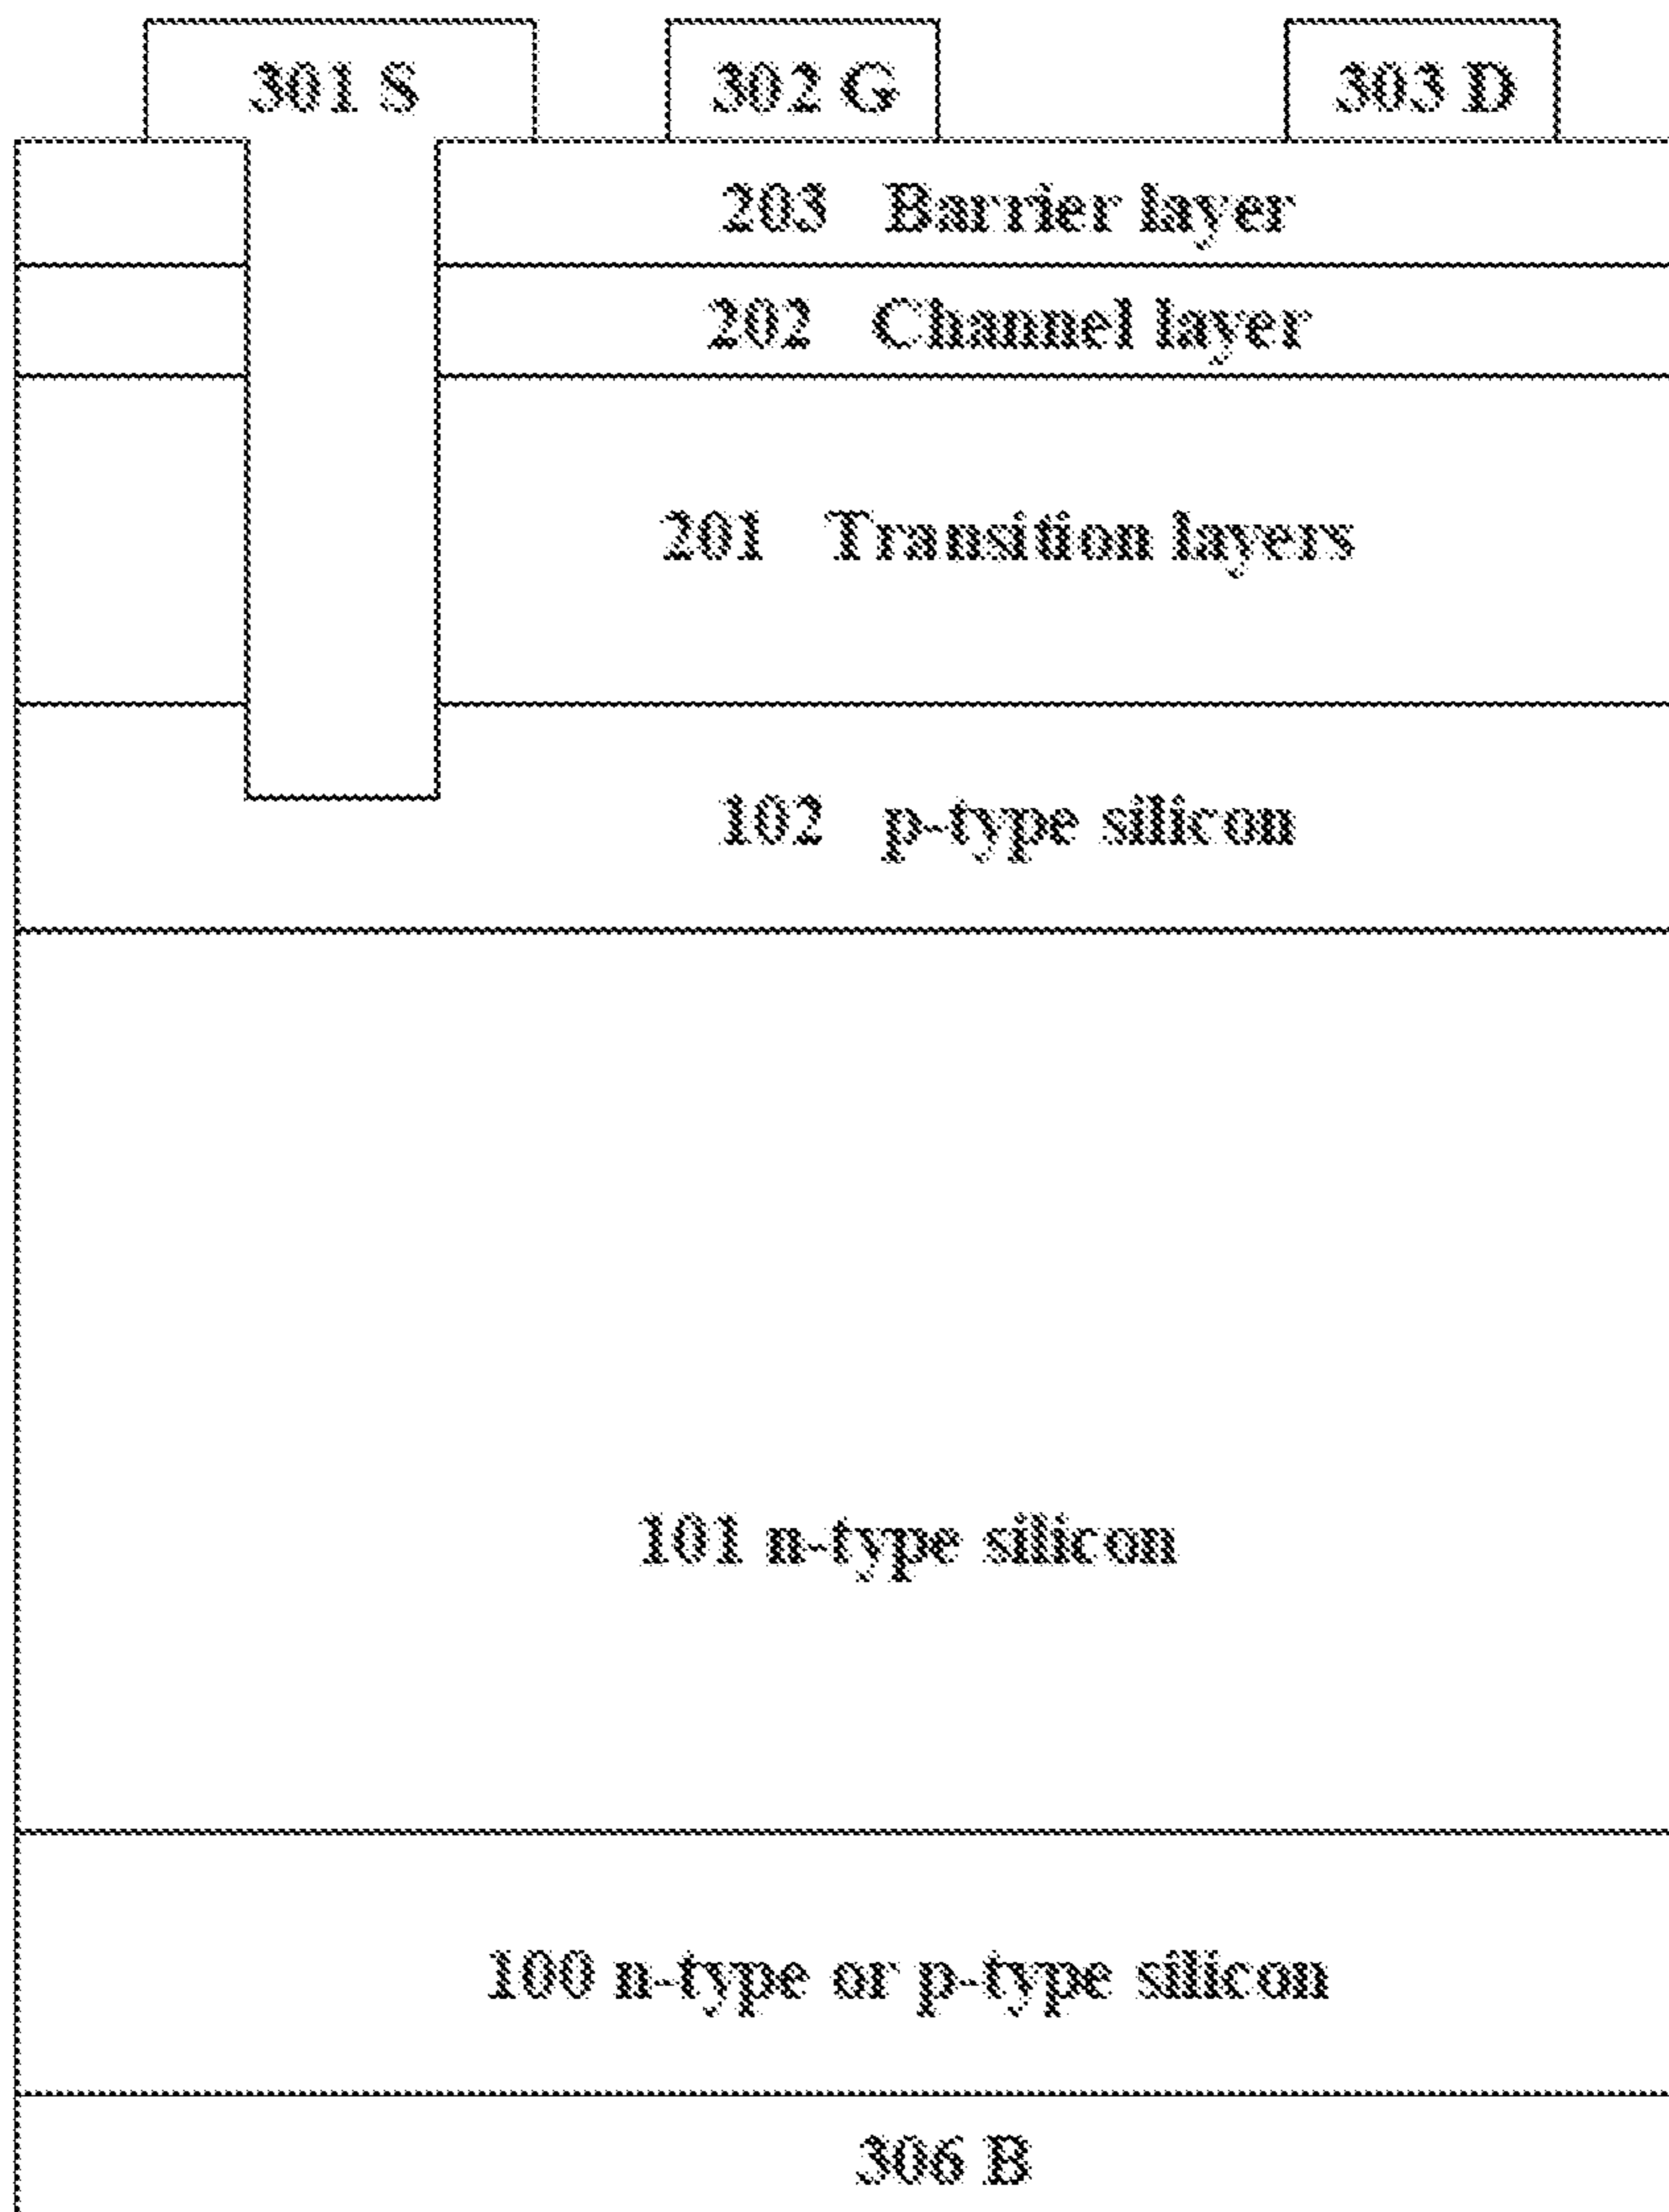 301 S 302 G 303 D
203 Barrier layer
202 Channel layer
201 Transition layers
102 p-type silicon
101 n-type silicon
100 n-type or p-type silicon
306 B